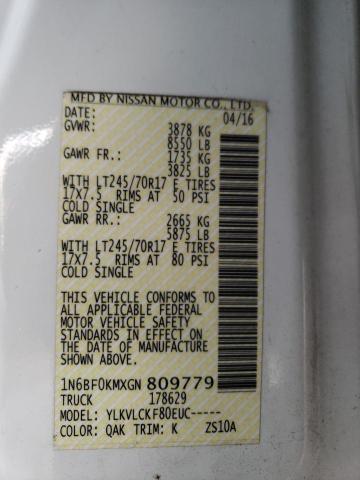 MFD BY NISSAN MOTOR CO., LTD.
DATE: 04/16
GVWR: 3878 KG
8550 LB
GAWR FR.: 1735 KG
3825 LB
WITH LT245/70R17 E TIRES
17X7.5 RIMS AT 50 PSI
COLD SINGLE
GAWR RR.: 2665 KG
5875 LB
WITH LT245/70R17 E TIRES
17X7.5 RIMS AT 80 PSI
COLD SINGLE
THIS VEHICLE CONFORMS TO
ALL APPLICABLE FEDERAL
MOTOR VEHICLE SAFETY
STANDARDS IN EFFECT ON
THE DATE OF MANUFACTURE
SHOWN ABOVE.
1N6BF0KMXGN 809779
TRUCK 178629
MODEL: YLKVLCKF80EUC-----
COLOR: QAK TRIM: K ZS10A